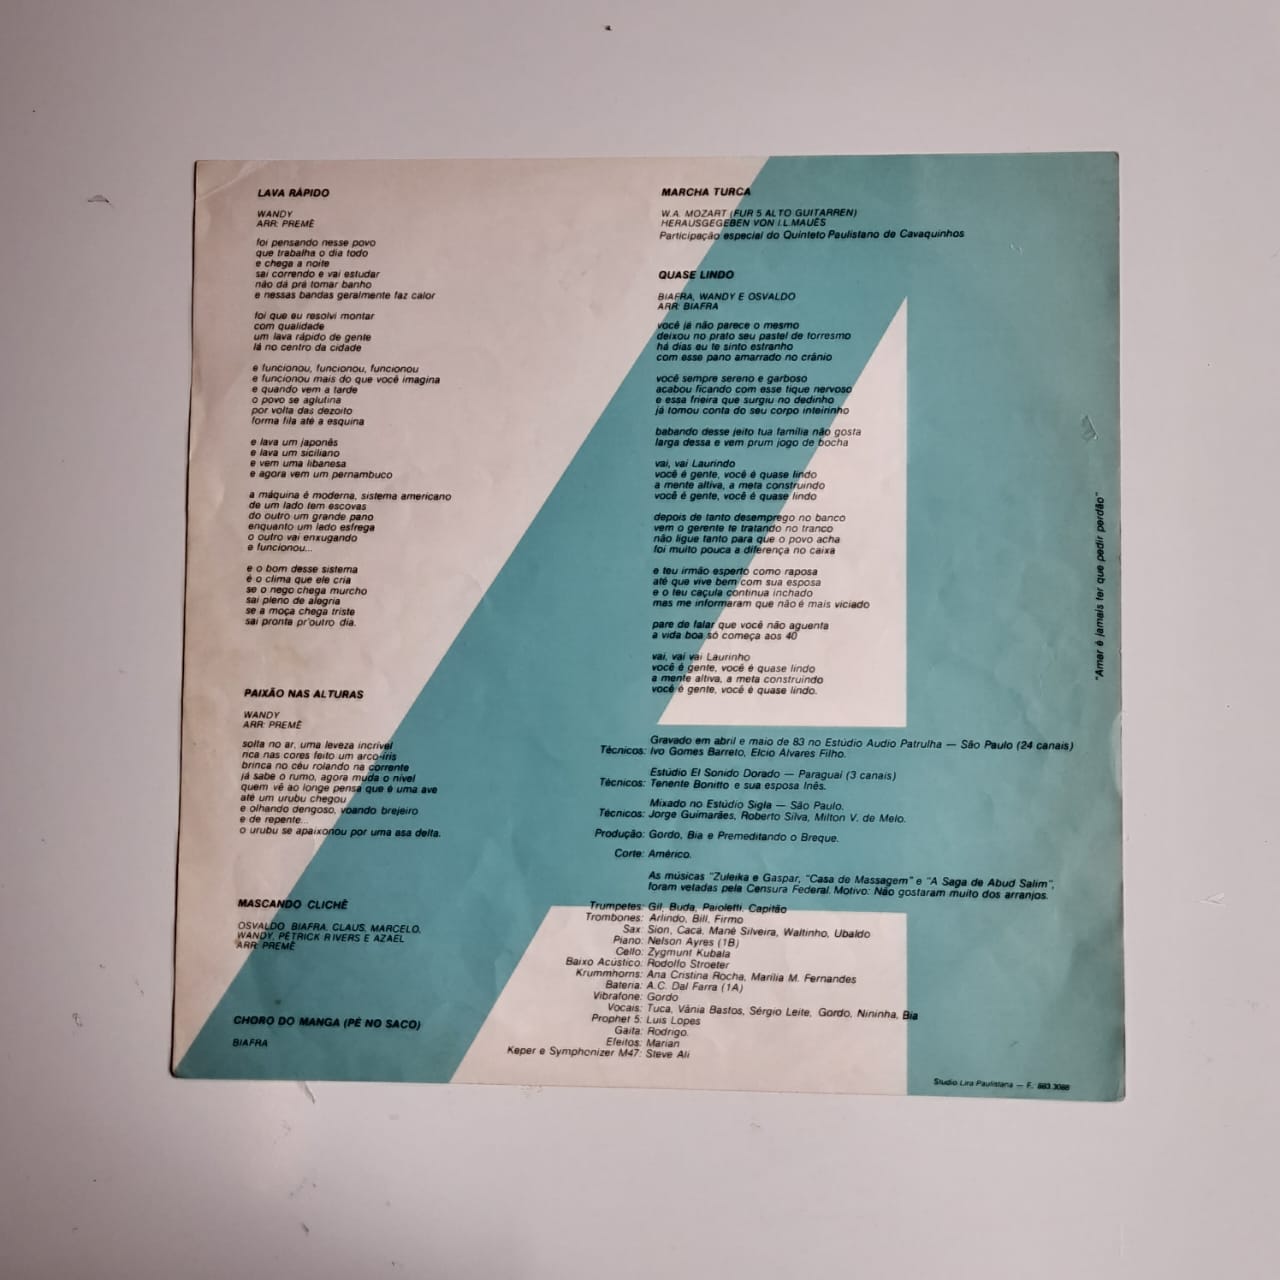 LAVA RÁPIDO
WANDY
ARR: PREMÊ
foi pensando nesse povo
que trabalha o dia todo
e chega a noite
sai correndo e vai estudar
não dá prá tomar banho
e nessas bandas geralmente faz calor
foi que eu resolvi montar
com qualidade
um lava rápido de gente
lá no centro da cidade
e funcionou, funcionou, funcionou
e funcionou mais do que você imagina
e quando vem a tarde
o povo se aglutina
por volta das dezoito
forma fila até a esquina
e lava um japonês
e lava um siciliano
e vem uma libanesa
e agora vem um pernambuco
a máquina é moderna, sistema americano
de um lado tem escovas
do outro um grande pano
enquanto um lado esfrega
o outro vai enxugando
e funcionou...
e o bom desse sistema
é o clima que ele cria
se o nego chega murcho
sai pleno de alegria
se a moça chega triste
sai pronta pr'outro dia.
PAIXÃO NAS ALTURAS
WANDY
ARR: PREMÊ
solta no ar, uma leveza incrível
rica nas cores feito um arco-íris
brinca no céu rolando na corrente
já sabe o rumo, agora muda o nível
quem vê ao longe pensa que é uma ave
até um urubu chegou
e olhando dengoso, voando brejeiro
e de repente...
o urubu se apaixonou por uma asa delta.
MASCANDO CLICHÊ
OSVALDO, BIAFRA, CLAUS, MARCELO,
WANDY, PETRICK RIVERS E AZAEL
ARR: PREMÊ
CHORO DO MANGA (PÉ NO SACO)
BIAFRA
MARCHA TURCA
W.A. MOZART (FUR 5 ALTO GUITARREN)
HERAUSGEGEBEN VON I.L.MAUÉS
Participação especial do Quinteto Paulistano de Cavaquinhos
QUASE LINDO
BIAFRA, WANDY E OSVALDO
ARR: BIAFRA
você já não parece o mesmo
deixou no prato seu pastel de torresmo
há dias eu te sinto estranho
com esse pano amarrado no crânio
você sempre sereno e garboso
acabou ficando com esse tique nervoso
e essa frieira que surgiu no dedinho
já tomou conta do seu corpo inteirinho
babando desse jeito tua família não gosta
larga dessa e vem prum jogo de bocha
vai, vai Laurindo
você é gente, você é quase lindo
a mente altiva, a meta construindo
você é gente, você é quase lindo
depois de tanto desemprego no banco
vem o gerente te tratando no tranco
não ligue tanto para que o povo acha
foi muito pouca a diferença no caixa
e teu irmão esperto como raposa
até que vive bem com sua esposa
e o teu caçula continua inchado
mas me informaram que não é mais viciado
pare de falar que você não aguenta
a vida boa só começa aos 40
vai, vai vai Laurinho
você é gente, você é quase lindo
a mente altiva, a meta construindo
você é gente, você é quase lindo.
"Amar é jamais ter que pedir perdão"
Gravado em abril e maio de 83 no Estúdio Audio Patrulha — São Paulo (24 canais)
Técnicos: Ivo Gomes Barreto, Elcio Alvares Filho.
Estúdio El Sonido Dorado — Paraguai (3 canais)
Técnicos: Tenente Bonitto e sua esposa Inês.
Mixado no Estúdio Sigla — São Paulo.
Técnicos: Jorge Guimarães, Roberto Silva, Milton V. de Melo.
Produção: Gordo, Bia e Premeditando o Breque.
Corte: Américo.
As músicas "Zuleika e Gaspar, "Casa de Massagem" e "A Saga de Abud Salim",
foram vetadas pela Censura Federal. Motivo: Não gostaram muito dos arranjos.
Trumpetes: Gil, Buda, Paioletti, Capitão
Trombones: Arlindo, Bill, Firmo
Sax: Sion, Cacá, Mané Silveira, Waltinho, Ubaldo
Piano: Nelson Ayres (1B)
Cello: Zygmunt Kubala
Baixo Acústico: Rodolfo Stroeter
Krummhorns: Ana Cristina Rocha, Marília M. Fernandes
Bateria: A.C. Dal Farra (1A)
Vibrafone: Gordo
Vocais: Tuca, Vânia Bastos, Sérgio Leite, Gordo, Nininha, Bia
Prophet 5: Luis Lopes
Gaita: Rodrigo.
Efeitos: Marian
Keper e Symphonizer M47: Steve Ali
Studio Lira Paulistana — F.: 883.3088